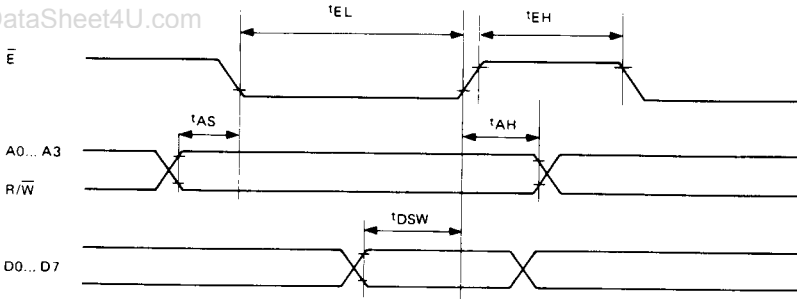 DataSheet4U.com
tEL
tEH
E̅
tAS
tAH
A0... A3
R/W̅
tDSW
D0... D7